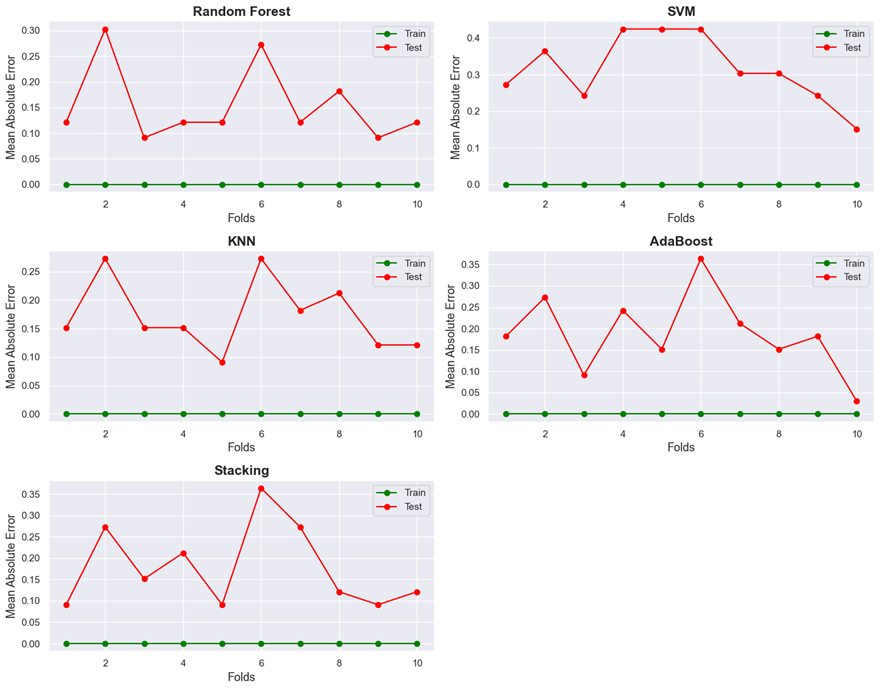 Random Forest
Mean Absolute Error
0.30
0.25
0.20
0.15
0.10
0.05
0.00
Train
Test
2
4
6
8
10
Folds
SVM
Mean Absolute Error
0.4
0.3
0.2
0.1
0.0
Train
Test
2
4
6
8
10
Folds
KNN
Mean Absolute Error
0.25
0.20
0.15
0.10
0.05
0.00
Train
Test
2
4
6
8
10
Folds
AdaBoost
Mean Absolute Error
0.35
0.30
0.25
0.20
0.15
0.10
0.05
0.00
Train
Test
2
4
6
8
10
Folds
Stacking
Mean Absolute Error
0.35
0.30
0.25
0.20
0.15
0.10
0.05
0.00
Train
Test
2
4
6
8
10
Folds